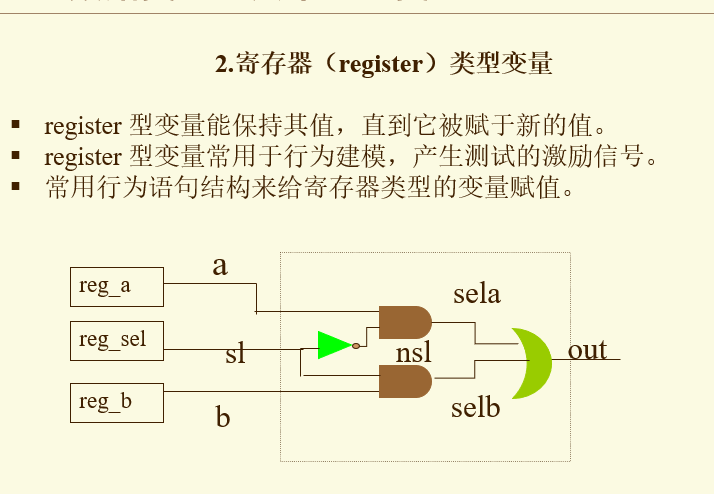 2.寄存器（register）类型变量
▪ register 型变量能保持其值，直到它被赋于新的值。
▪ register 型变量常用于行为建模，产生测试的激励信号。
▪ 常用行为语句结构来给寄存器类型的变量赋值。
a
reg_a
sela
reg_sel
sl
nsl
out
reg_b
b
selb